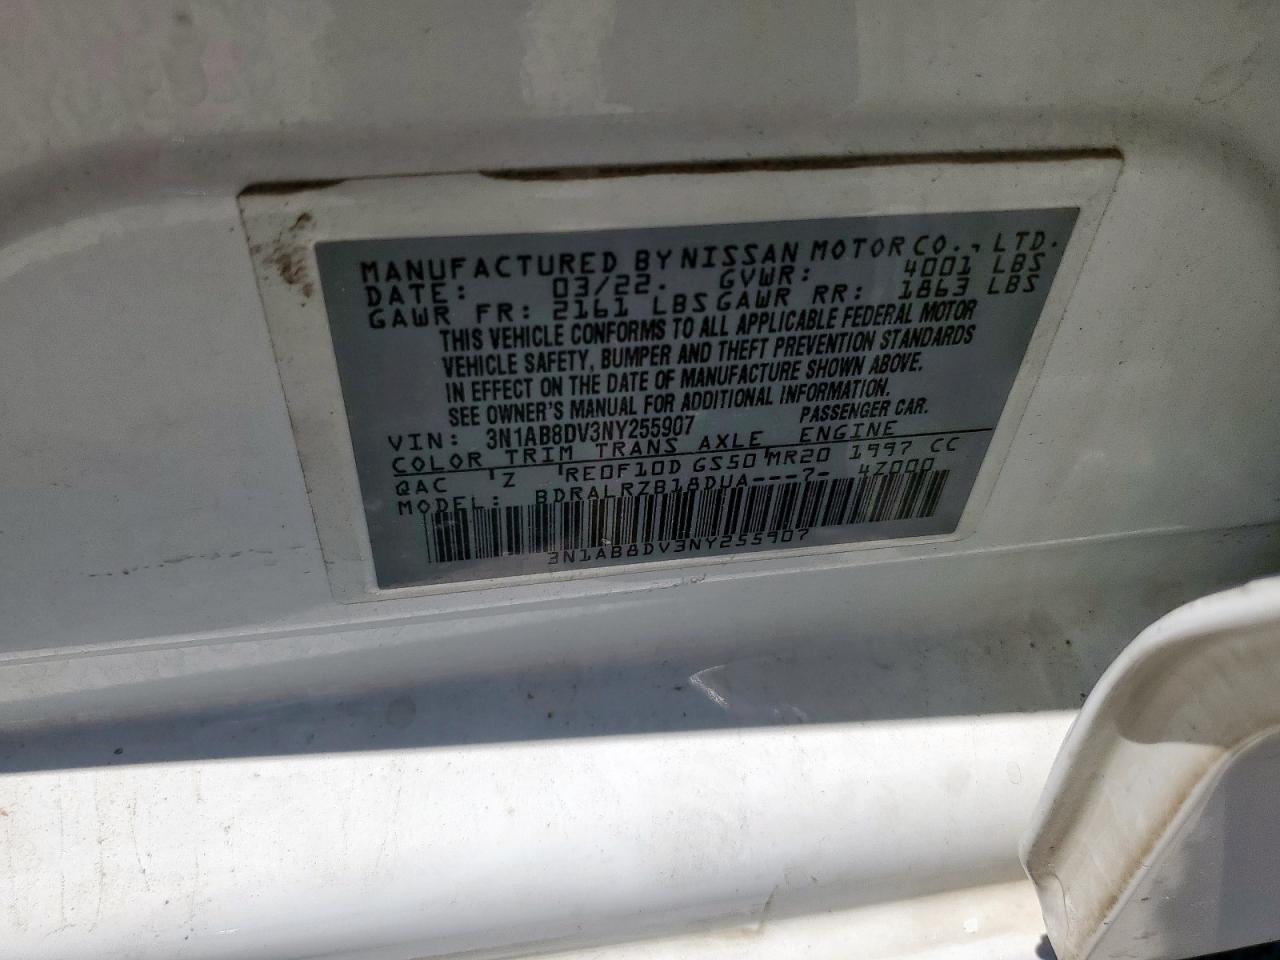 MANUFACTURED BY NISSAN MOTOR CO., LTD.
DATE: 03/22. GVWR: 4001 LBS
GAWR FR: 2161 LBS GAWR RR: 1863 LBS
THIS VEHICLE CONFORMS TO ALL APPLICABLE FEDERAL MOTOR
VEHICLE SAFETY, BUMPER AND THEFT PREVENTION STANDARDS
IN EFFECT ON THE DATE OF MANUFACTURE SHOWN ABOVE.
SEE OWNER'S MANUAL FOR ADDITIONAL INFORMATION.
VIN: 3N1AB8DV3NY255907 PASSENGER CAR.
COLOR TRIM TRANS AXLE ENGINE
QAC Z RE0F10D GS50 MR20 1997 CC
MODEL: BDRALRZB18DUA---7- 4Z000
3N1AB8DV3NY255907